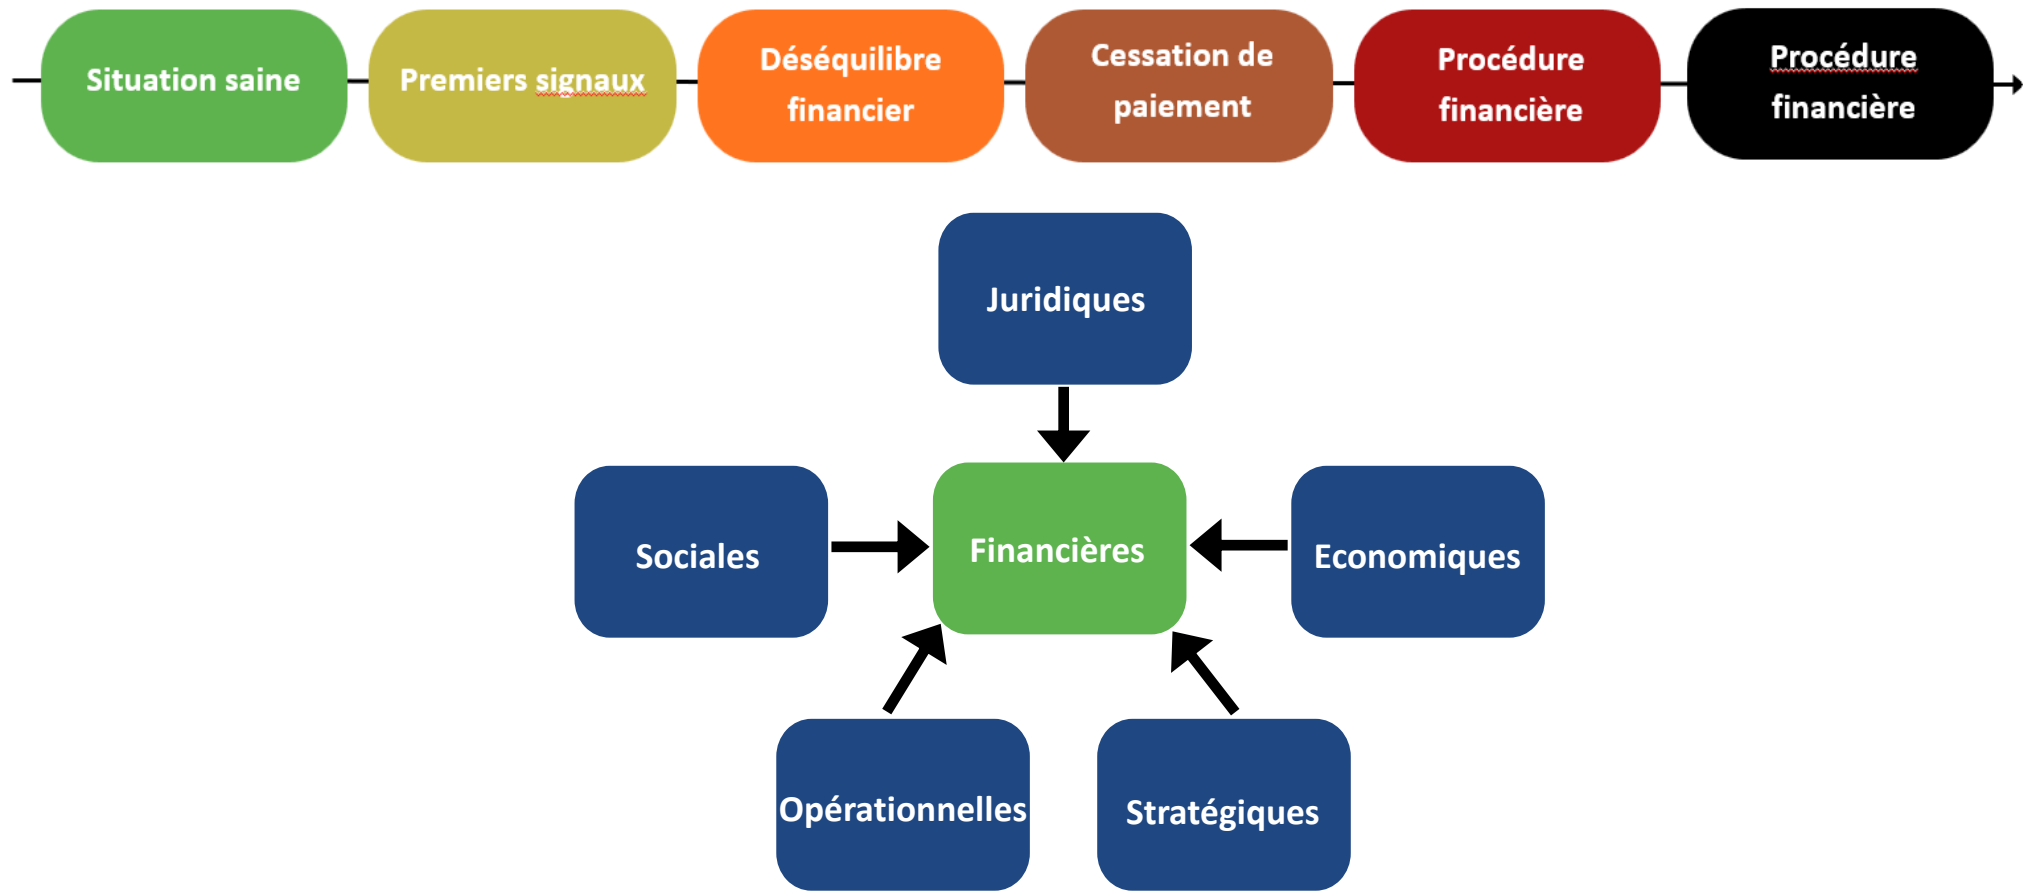 Situation saine
Premiers signaux
Déséquilibre
financier
Cessation de
paiement
Procédure
financière
Procédure
financière
Juridiques
Sociales
Financières
Economiques
Opérationnelles
Stratégiques